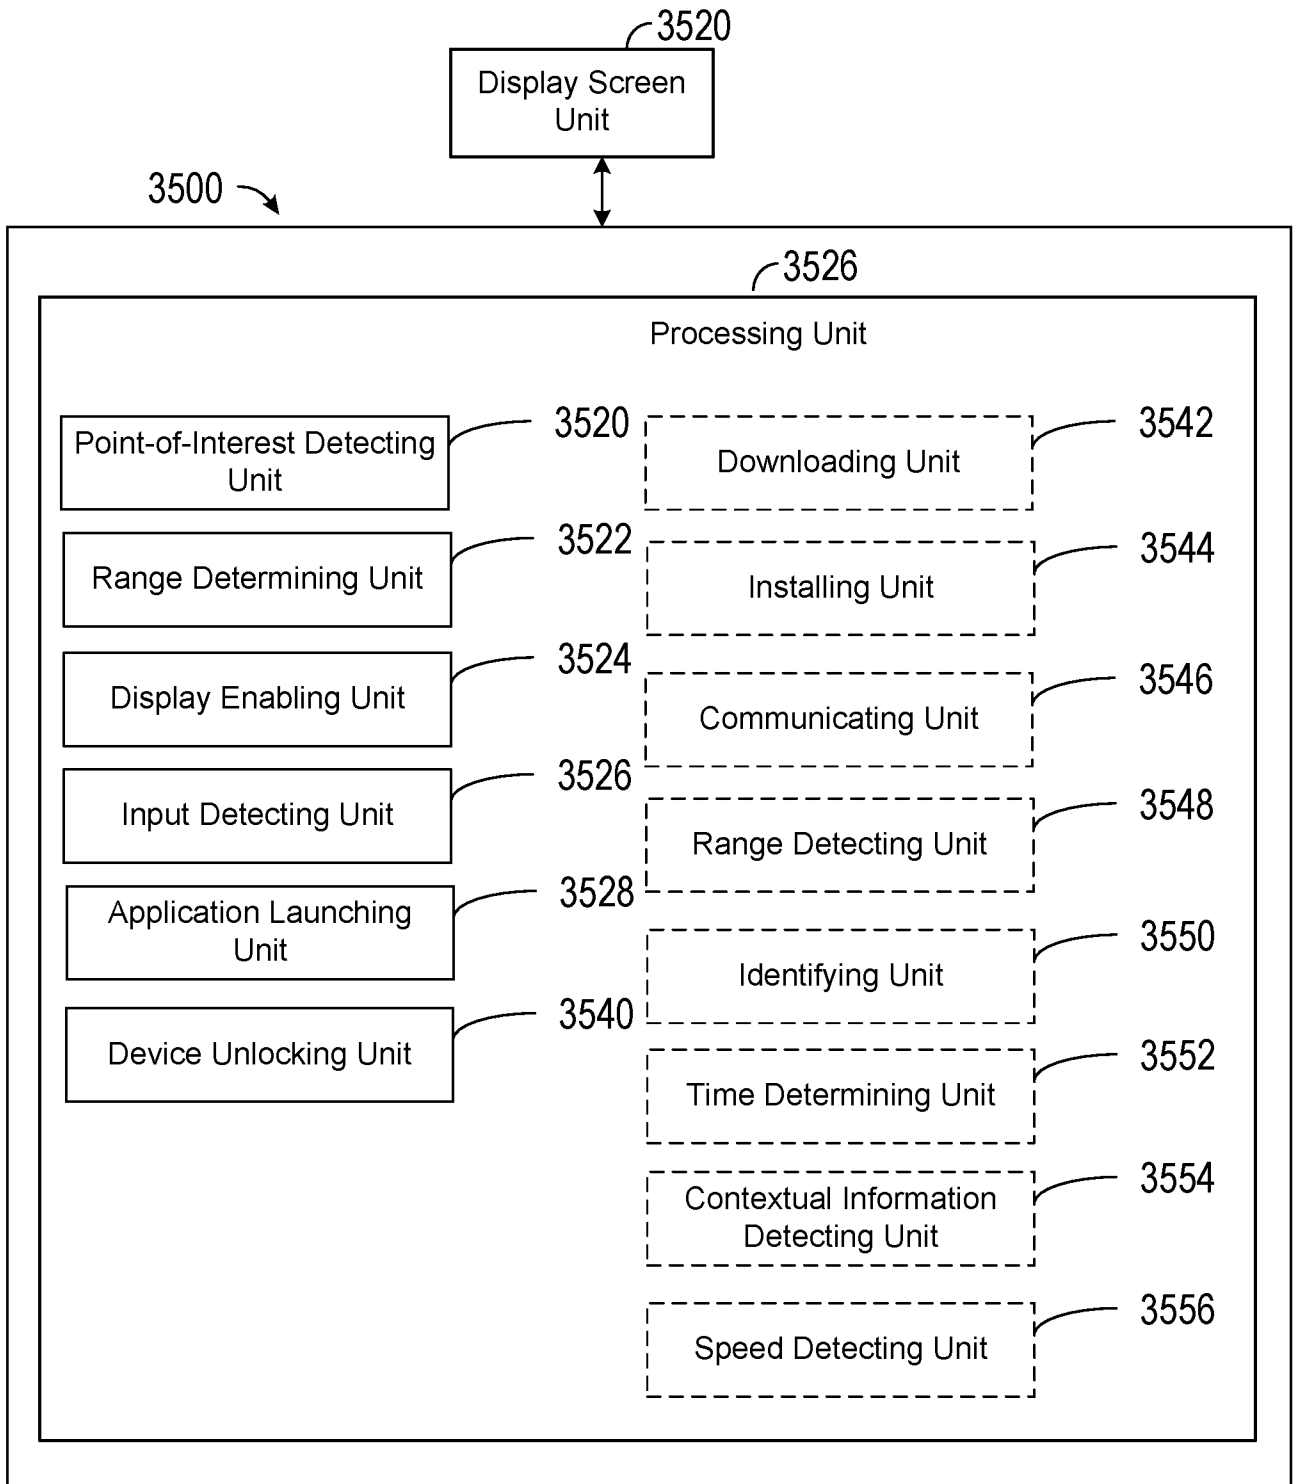 3520
Display Screen
Unit
3500
3526
Processing Unit
Point-of-Interest Detecting
Unit
3520
Range Determining Unit
3522
Display Enabling Unit
3524
Input Detecting Unit
3526
Application Launching
Unit
3528
Device Unlocking Unit
3540
Downloading Unit
3542
Installing Unit
3544
Communicating Unit
3546
Range Detecting Unit
3548
Identifying Unit
3550
Time Determining Unit
3552
Contextual Information
Detecting Unit
3554
Speed Detecting Unit
3556